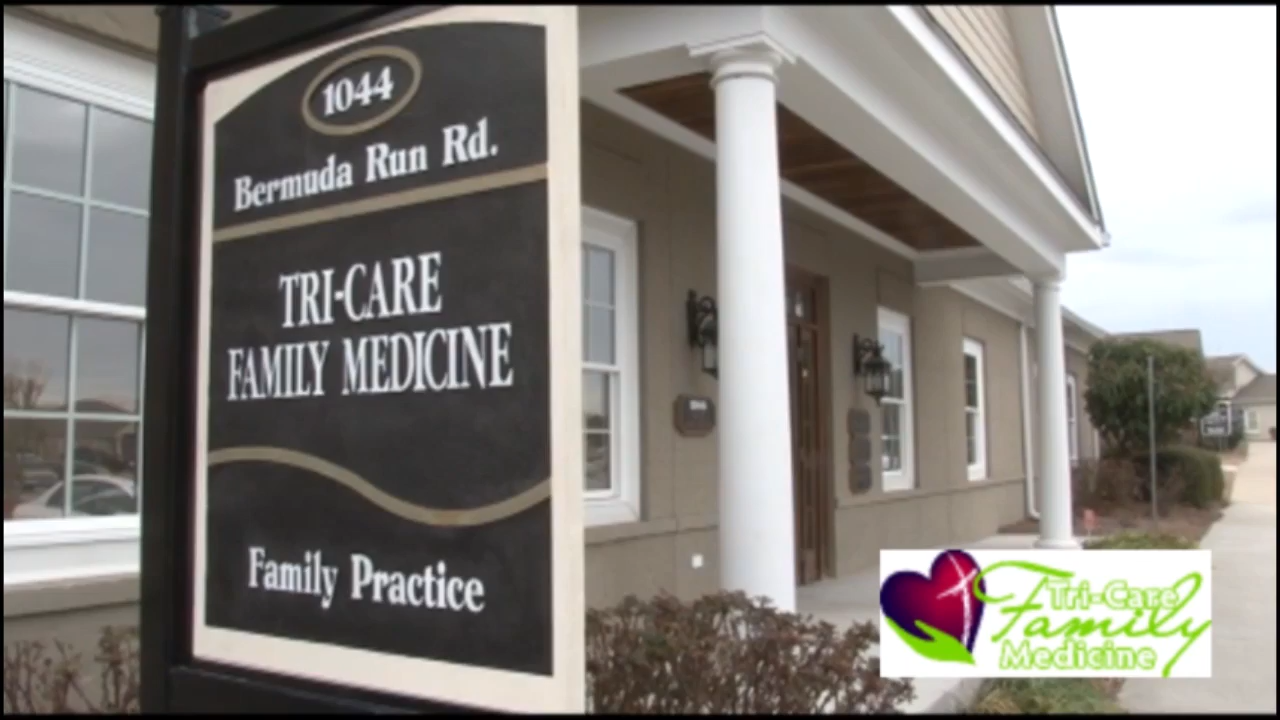 1044
Bermuda Run Rd.
TRI-CARE
FAMILY MEDICINE
Family Practice
Tri-Care
Family
Medicine